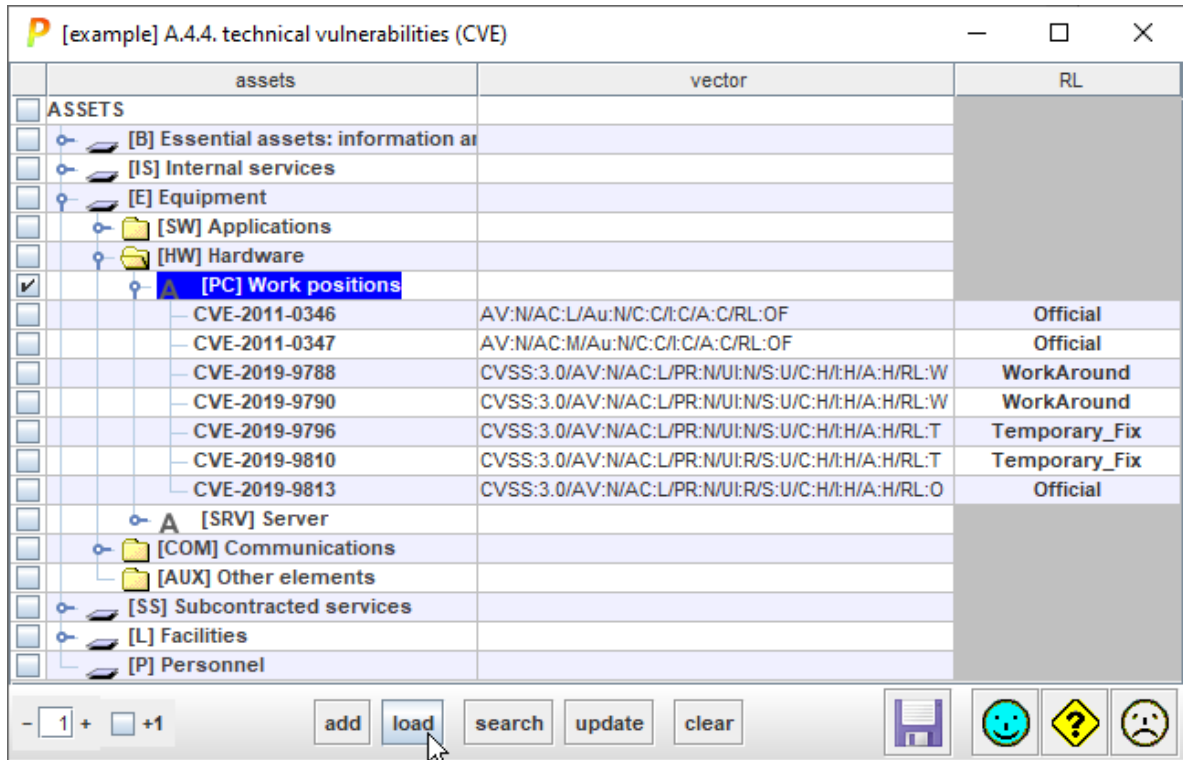 [example] A.4.4. technical vulnerabilities (CVE)
assets vector RL
ASSETS
[B] Essential assets: information an
[IS] Internal services
[E] Equipment
[SW] Applications
[HW] Hardware
A [PC] Work positions
CVE-2011-0346 AV:N/AC:L/Au:N/C:C/I:C/A:C/RL:OF Official
CVE-2011-0347 AV:N/AC:M/Au:N/C:C/I:C/A:C/RL:OF Official
CVE-2019-9788 CVSS:3.0/AV:N/AC:L/PR:N/UI:N/S:U/C:H/I:H/A:H/RL:W WorkAround
CVE-2019-9790 CVSS:3.0/AV:N/AC:L/PR:N/UI:N/S:U/C:H/I:H/A:H/RL:W WorkAround
CVE-2019-9796 CVSS:3.0/AV:N/AC:L/PR:N/UI:N/S:U/C:H/I:H/A:H/RL:T Temporary_Fix
CVE-2019-9810 CVSS:3.0/AV:N/AC:L/PR:N/UI:R/S:U/C:H/I:H/A:H/RL:T Temporary_Fix
CVE-2019-9813 CVSS:3.0/AV:N/AC:L/PR:N/UI:R/S:U/C:H/I:H/A:H/RL:O Official
A [SRV] Server
[COM] Communications
[AUX] Other elements
[SS] Subcontracted services
[L] Facilities
[P] Personnel
- 1 + +1 add load search update clear ?